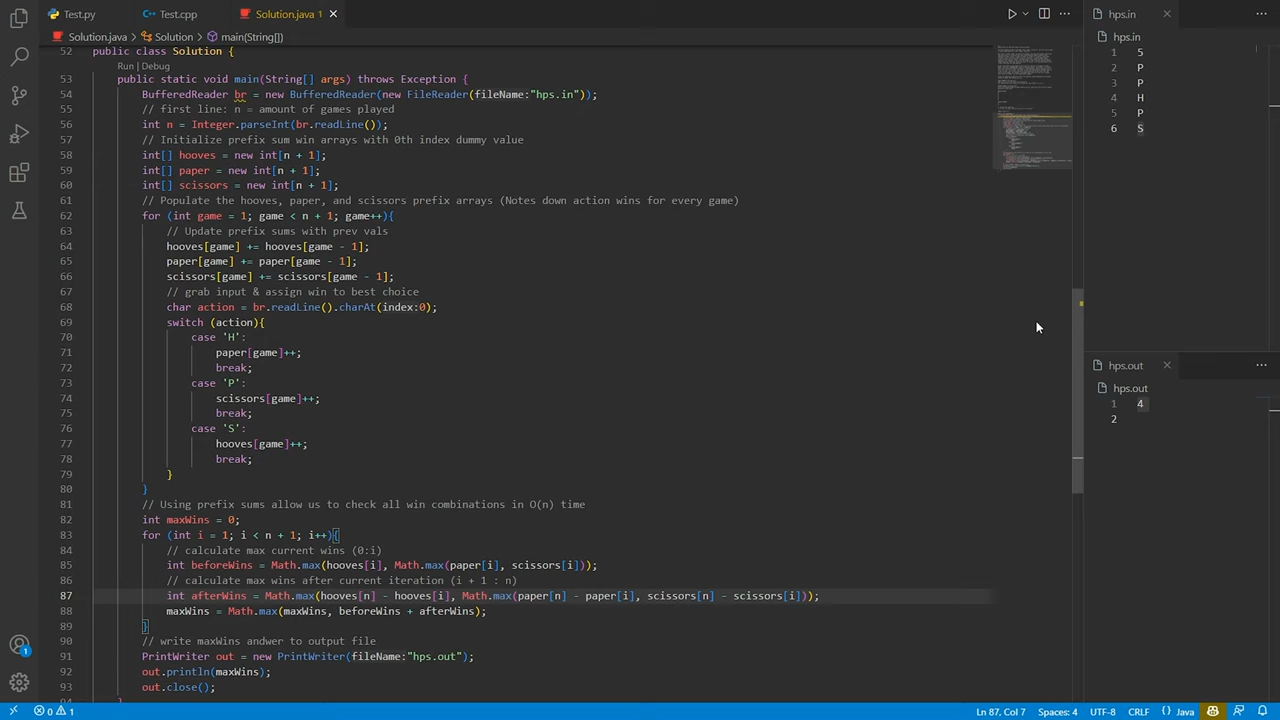 Test.py
Test.cpp
Solution.java 1
Solution.java > Solution > main(String[])
52 public class Solution {
Run | Debug
53 public static void main(String[] args) throws Exception {
54 BufferedReader br = new BufferedReader(new FileReader(fileName:"hps.in"));
55 // first line: n = amount of games played
56 int n = Integer.parseInt(br.readLine());
57 // Initialize prefix sum win arrays with 0th index dummy value
58 int[] hooves = new int[n + 1];
59 int[] paper = new int[n + 1];
60 int[] scissors = new int[n + 1];
61 // Populate the hooves, paper, and scissors prefix arrays (Notes down action wins for every game)
62 for (int game = 1; game < n + 1; game++){
63 // Update prefix sums with prev vals
64 hooves[game] += hooves[game - 1];
65 paper[game] += paper[game - 1];
66 scissors[game] += scissors[game - 1];
67 // grab input & assign win to best choice
68 char action = br.readLine().charAt(index:0);
69 switch (action){
70 case 'H':
71 paper[game]++;
72 break;
73 case 'P':
74 scissors[game]++;
75 break;
76 case 'S':
77 hooves[game]++;
78 break;
79 }
80 }
81 // Using prefix sums allow us to check all win combinations in O(n) time
82 int maxWins = 0;
83 for (int i = 1; i < n + 1; i++){
84 // calculate max current wins (0:i)
85 int beforeWins = Math.max(hooves[i], Math.max(paper[i], scissors[i]));
86 // calculate max wins after current iteration (i + 1 : n)
87 int afterWins = Math.max(hooves[n] - hooves[i], Math.max(paper[n] - paper[i], scissors[n] - scissors[i]));
88 maxWins = Math.max(maxWins, beforeWins + afterWins);
89 }
90 // write maxWins andwer to output file
91 PrintWriter out = new PrintWriter(fileName:"hps.out");
92 out.println(maxWins);
93 out.close();
94 }
hps.in
hps.in
1 5
2 P
3 P
4 H
5 P
6 S
hps.out
hps.out
1 4
2
1
0 1
Ln 87, Col 7
Spaces: 4
UTF-8
CRLF
{} Java